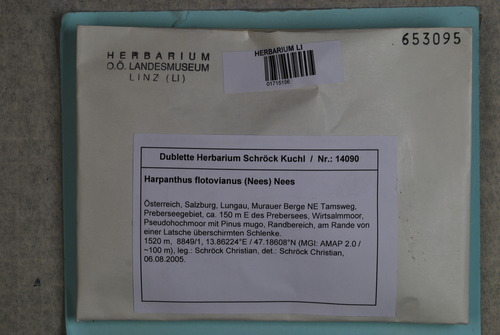 HERBARIUM
O.Ö. LANDESMUSEUM
LINZ (LI)
HERBARIUM LI
01715106
653095
Dublette Herbarium Schröck Kuchl / Nr.: 14090
Harpanthus flotovianus (Nees) Nees
Österreich, Salzburg, Lungau, Murauer Berge NE Tamsweg,
Preberseegebiet, ca. 150 m E des Prebersees, Wirtsalmmoor,
Pseudohochmoor mit Pinus mugo, Randbereich, am Rande von
einer Latsche überschirmten Schlenke.
1520 m, 8849/1, 13.86224°E / 47.18608°N (MGI: AMAP 2.0 /
~100 m), leg.: Schröck Christian, det.: Schröck Christian,
06.08.2005.